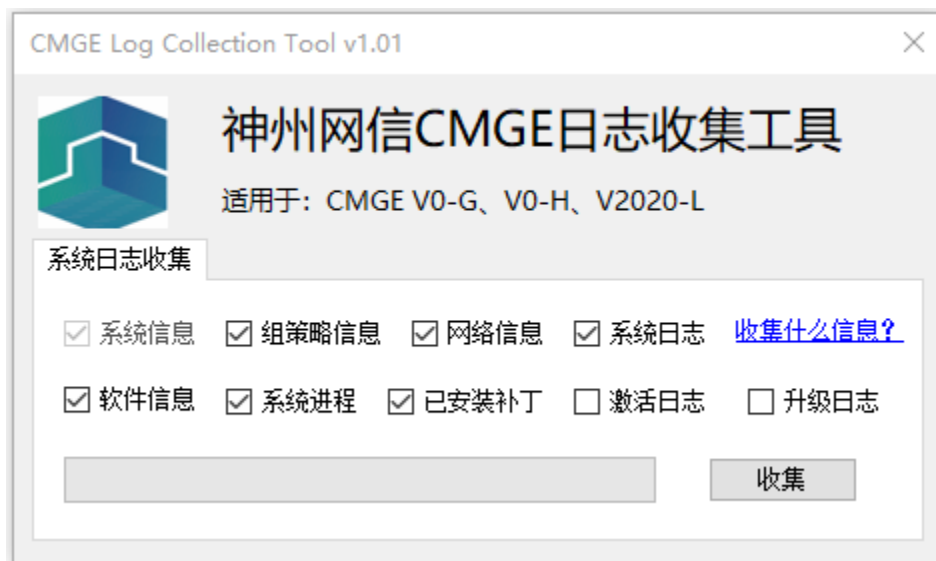 CMGE Log Collection Tool v1.01
神州网信CMGE日志收集工具
适用于：CMGE V0-G、V0-H、V2020-L
系统日志收集
系统信息 组策略信息 网络信息 系统日志 收集什么信息？
软件信息 系统进程 已安装补丁 激活日志 升级日志
收集